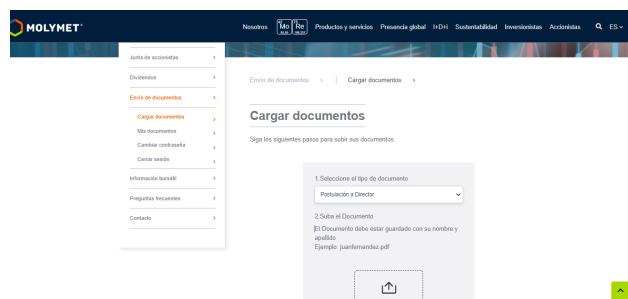 MOLYMET
Nosotros Mo Re Productos y servicios Presencia global I+D+i Sustentabilidad Inversionistas Accionistas ES
Junta de accionistas
Dividendos
Envío de documentos
Cargar documentos
Mis documentos
Cambiar contraseña
Cerrar sesión
Información bursátil
Preguntas frecuentes
Contacto
Envío de documentos > | Cargar documentos >
Cargar documentos
Siga los siguientes pasos para subir sus documentos.
1.Seleccione el tipo de documento
Postulación a Director
2.Suba el Documento
El Documento debe estar guardado con su nombre y
apellido
Ejemplo: juanfernandez.pdf